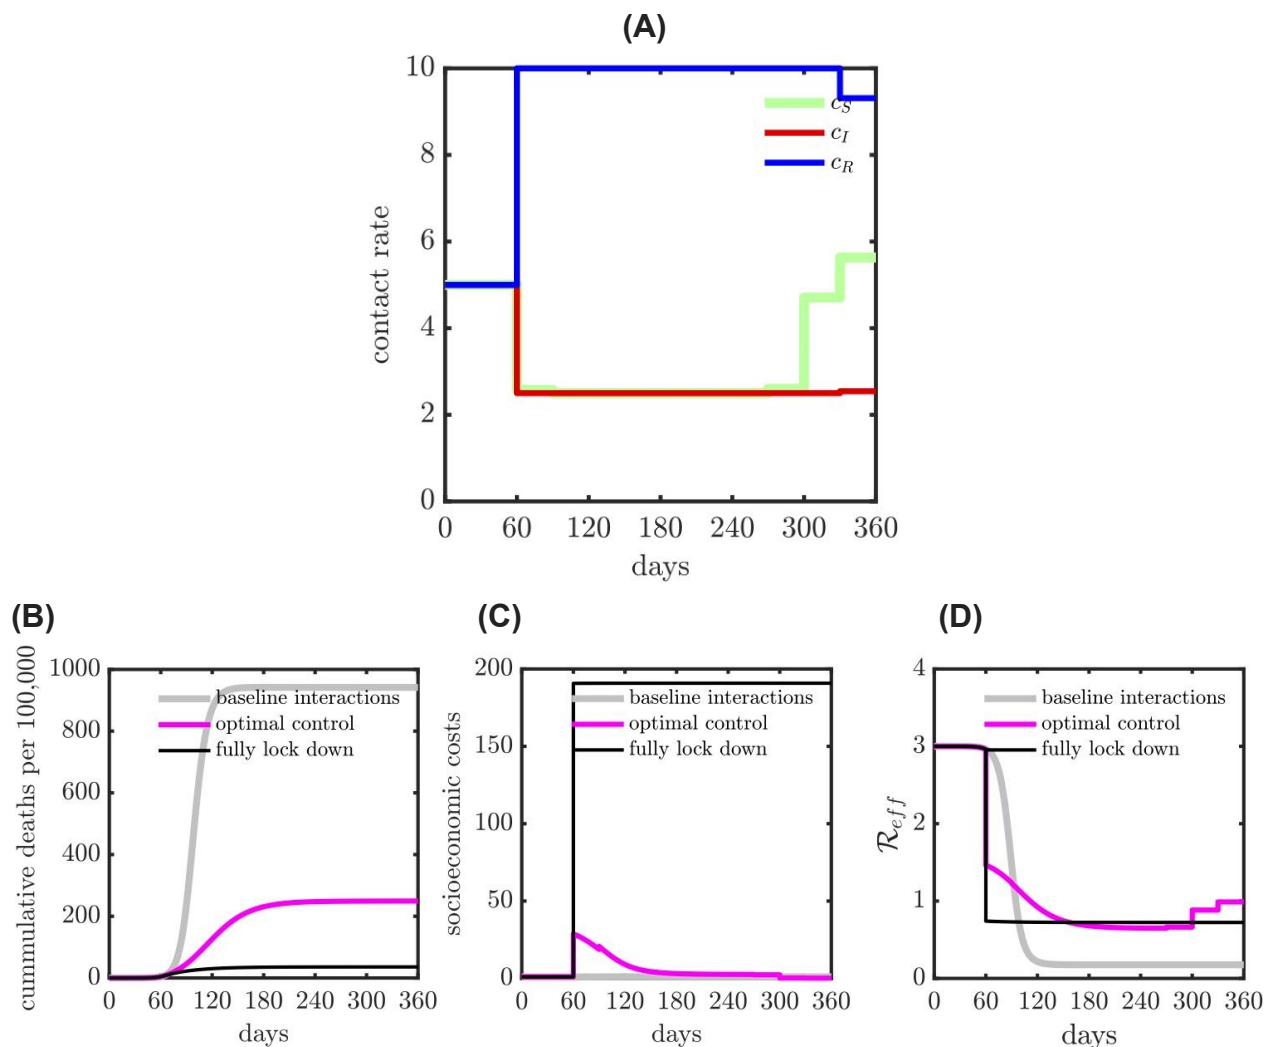 (A)
10
8
6
4
2
0
contact rate
c_S
c_I
c_R
0 60 120 180 240 300 360
days
(B)
cummulative deaths per 100,000
1000
800
600
400
200
0
baseline interactions
optimal control
fully lock down
0 60 120 180 240 300 360
days
(C)
socioeconomic costs
200
150
100
50
0
baseline interactions
optimal control
fully lock down
0 60 120 180 240 300 360
days
(D)
ℛ_eff
4
3
2
1
0
baseline interactions
optimal control
fully lock down
0 60 120 180 240 300 360
days